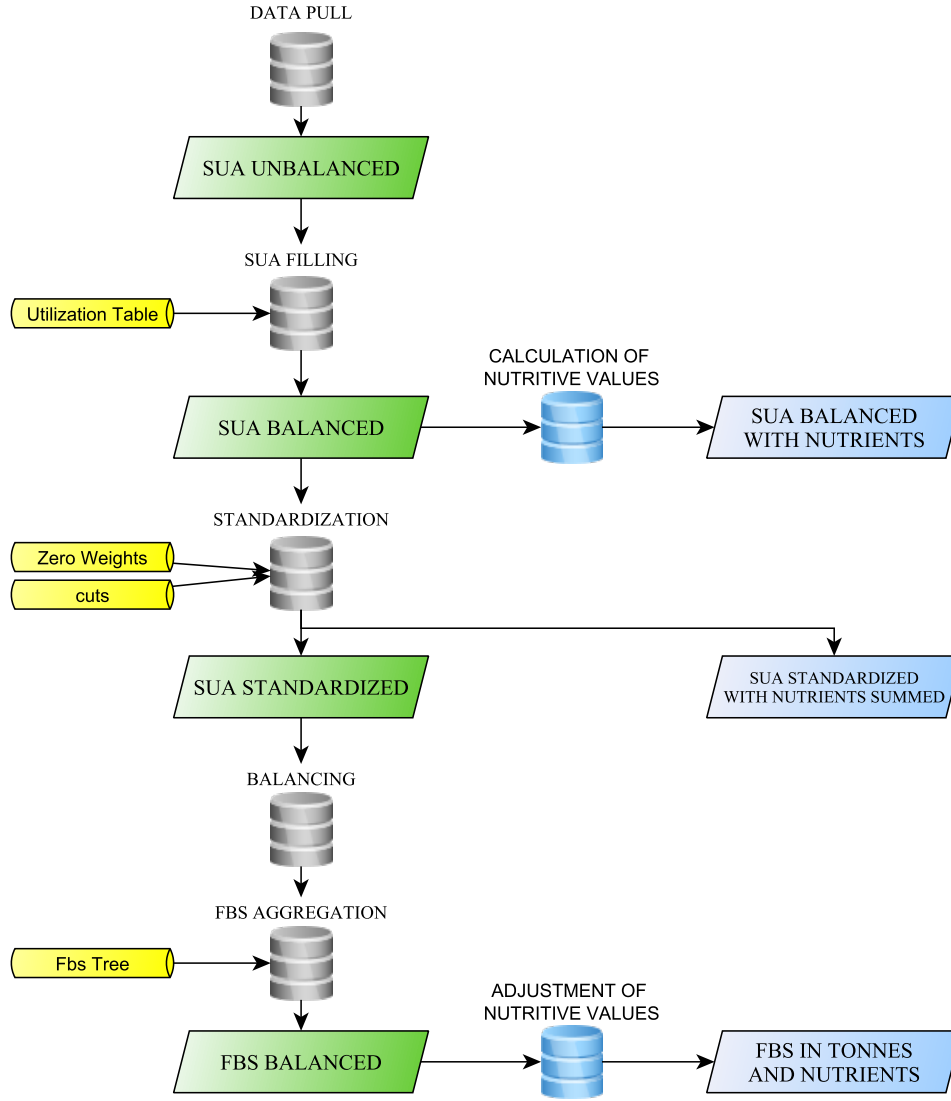 DATA PULL
SUA UNBALANCED
SUA FILLING
Utilization Table
CALCULATION OF
NUTRITIVE VALUES
SUA BALANCED
SUA BALANCED
WITH NUTRIENTS
STANDARDIZATION
Zero Weights
cuts
SUA STANDARDIZED
SUA STANDARDIZED
WITH NUTRIENTS SUMMED
BALANCING
FBS AGGREGATION
Fbs Tree
ADJUSTMENT OF
NUTRITIVE VALUES
FBS BALANCED
FBS IN TONNES
AND NUTRIENTS